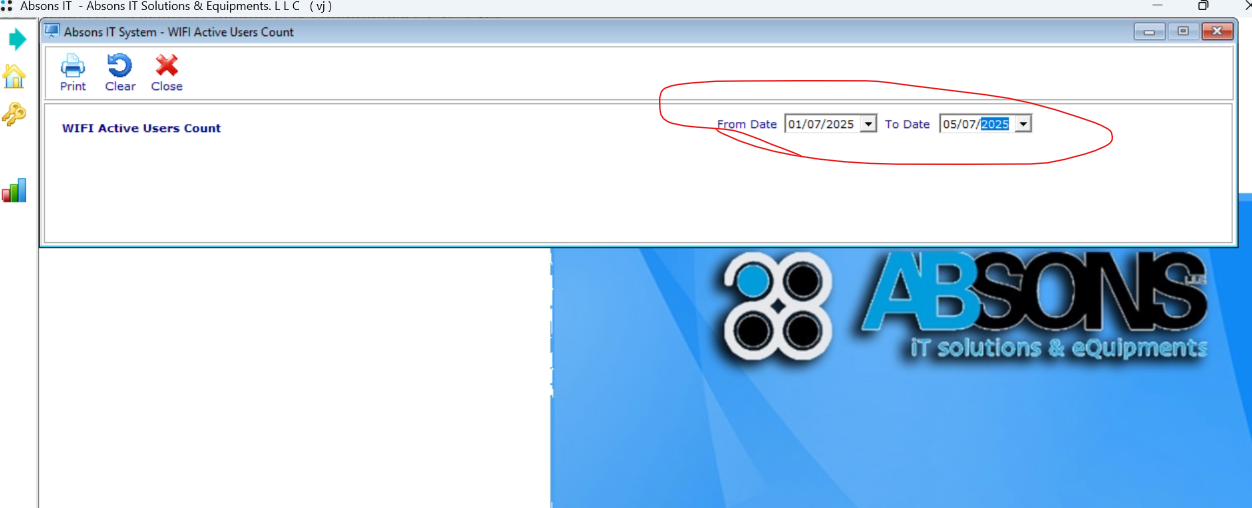 Absons IT - Absons IT Solutions & Equipments. L L C ( vj )
Absons IT System - WIFI Active Users Count
Print Clear Close
WIFI Active Users Count From Date 01/07/2025 To Date 05/07/2025
ABSONS
iT solutions & eQuipments